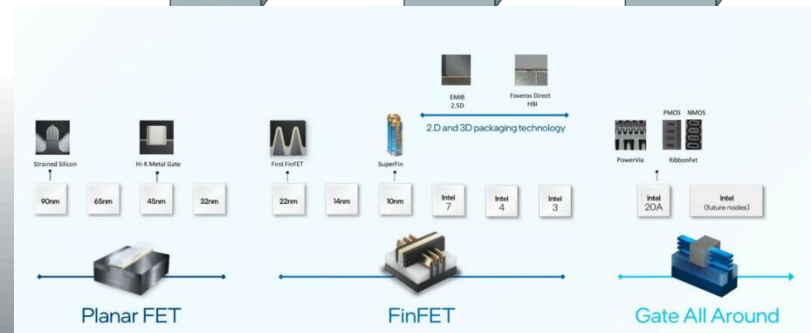 EMIB
2.5D
Foveros Direct
HBI
2.D and 3D packaging technology
PMOS NMOS
Strained Silicon
Hi-K Metal Gate
First FinFET
SuperFin
PowerVia
RibbonFet
90nm
65nm
45nm
32nm
22nm
14nm
10nm
Intel
7
Intel
4
Intel
3
Intel
20A
Intel
(future nodes)
Planar FET
FinFET
Gate All Around